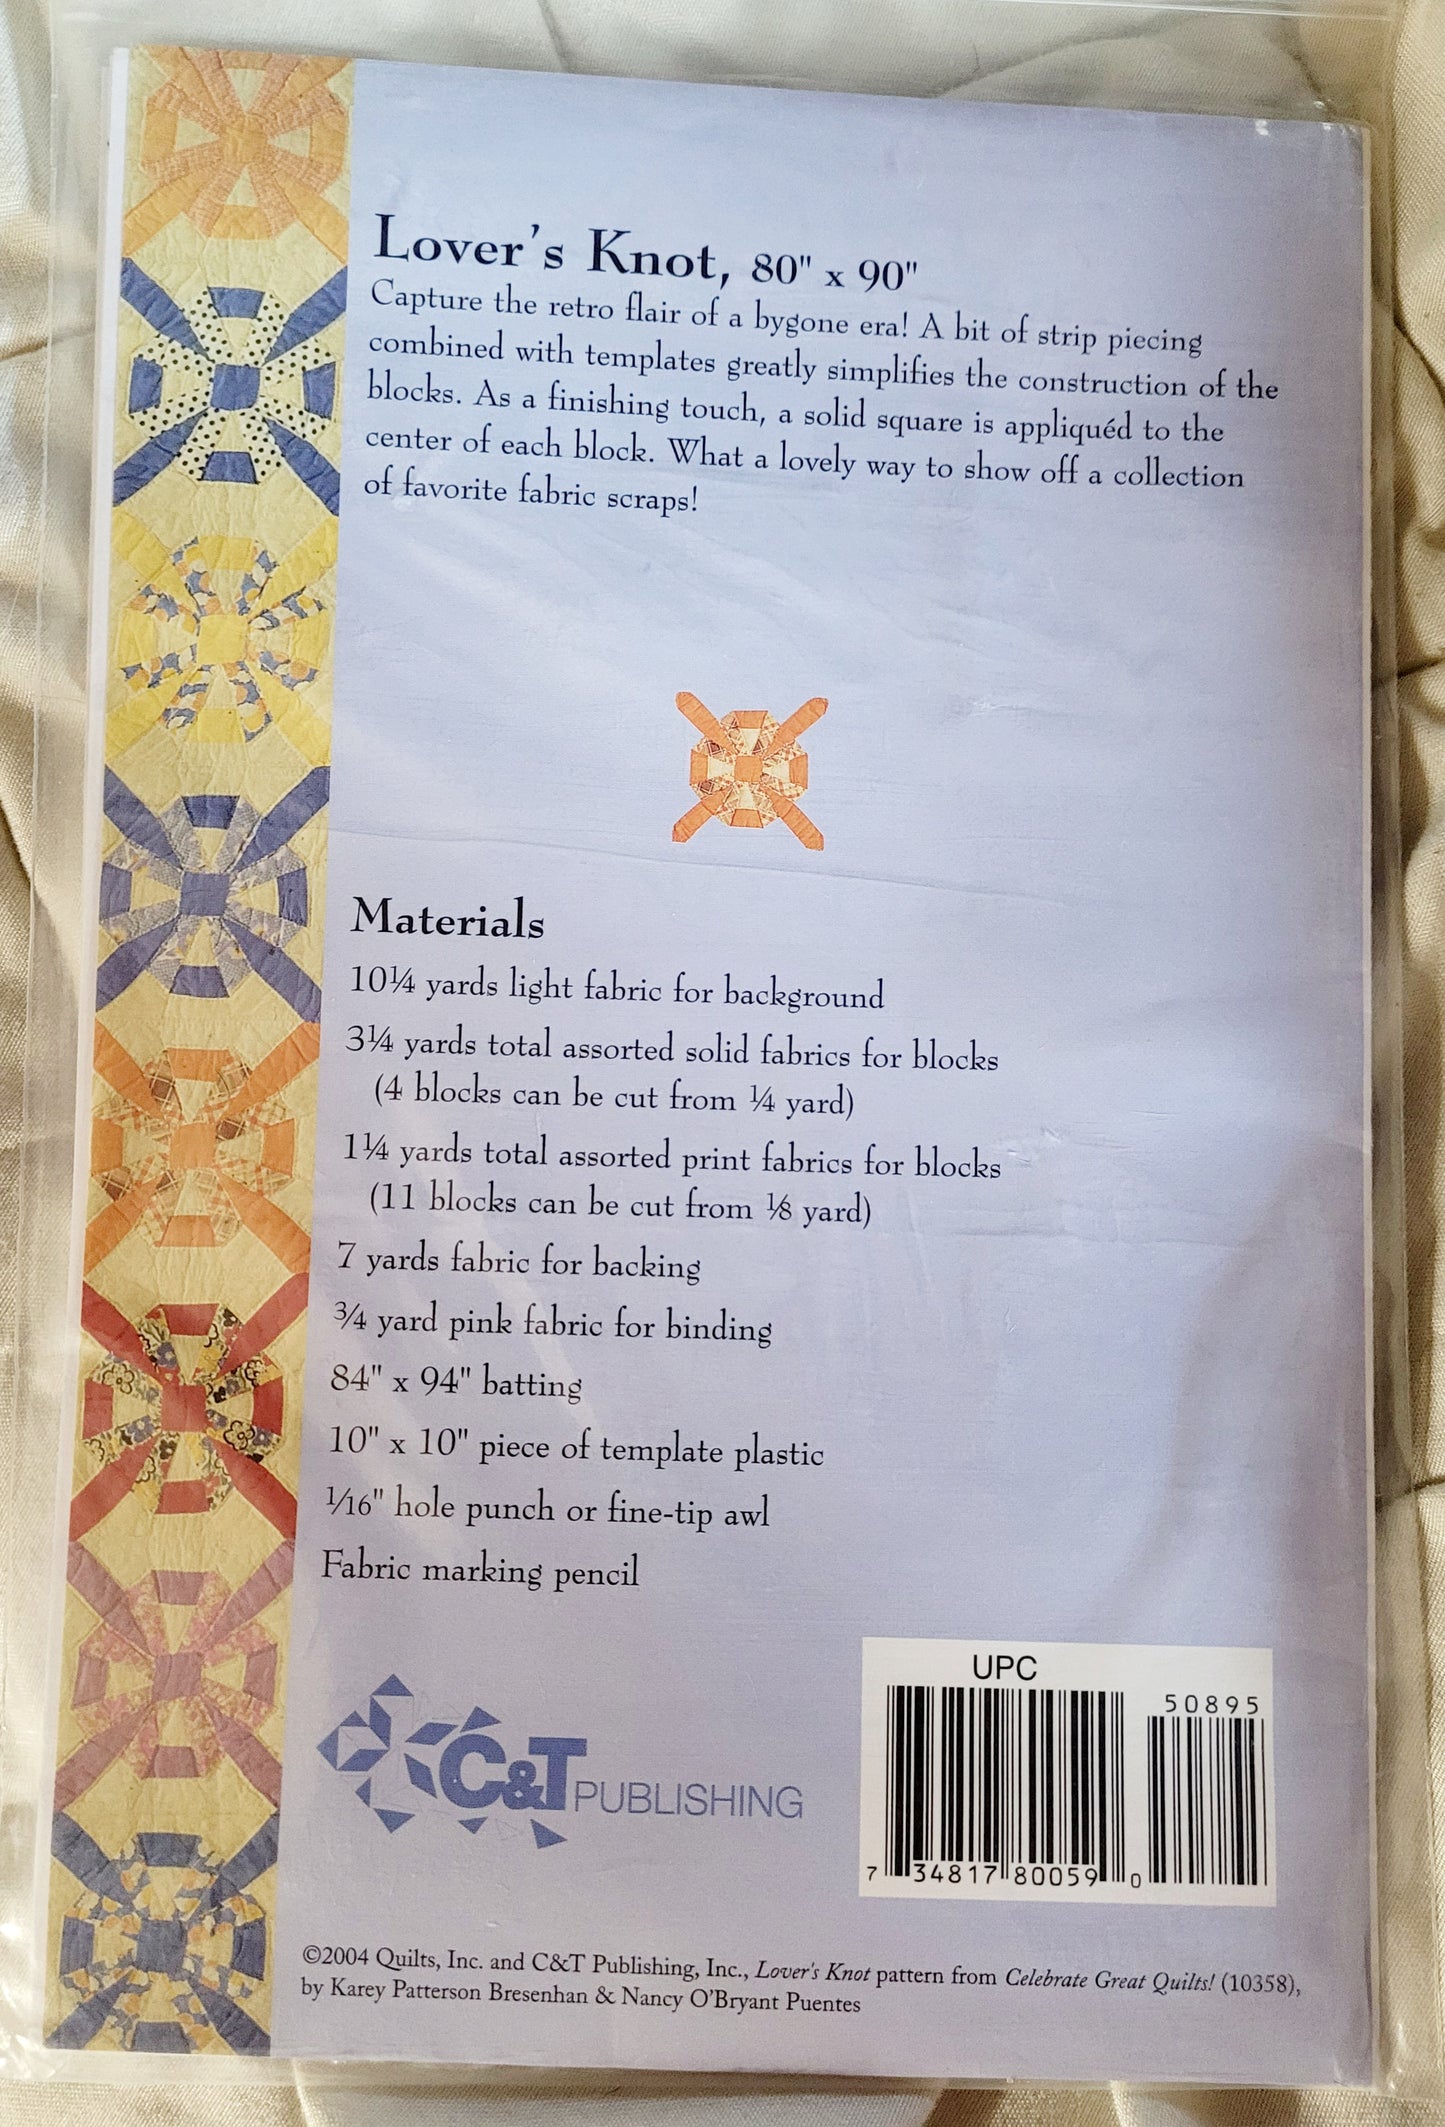 Lover's Knot, 80" x 90"
Capture the retro flair of a bygone era! A bit of strip piecing
combined with templates greatly simplifies the construction of the
blocks. As a finishing touch, a solid square is appliquéd to the
center of each block. What a lovely way to show off a collection
of favorite fabric scraps!
Materials
10¼ yards light fabric for background
3¼ yards total assorted solid fabrics for blocks
(4 blocks can be cut from ¼ yard)
1¼ yards total assorted print fabrics for blocks
(11 blocks can be cut from ⅛ yard)
7 yards fabric for backing
¾ yard pink fabric for binding
84" x 94" batting
10" x 10" piece of template plastic
1/16" hole punch or fine-tip awl
Fabric marking pencil
C&T PUBLISHING
UPC
50895
7 34817 80059 0
©2004 Quilts, Inc. and C&T Publishing, Inc., Lover's Knot pattern from Celebrate Great Quilts! (10358),
by Karey Patterson Bresenhan & Nancy O'Bryant Puentes